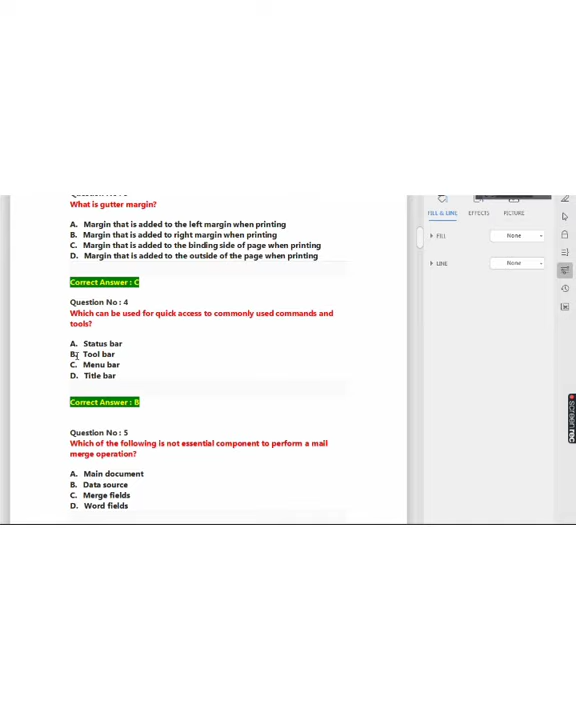 What is gutter margin?
A. Margin that is added to the left margin when printing
B. Margin that is added to right margin when printing
C. Margin that is added to the binding side of page when printing
D. Margin that is added to the outside of the page when printing
Correct Answer : C
Question No : 4
Which can be used for quick access to commonly used commands and
tools?
A. Status bar
B. Tool bar
C. Menu bar
D. Title bar
Correct Answer : B
Question No : 5
Which of the following is not essential component to perform a mail
merge operation?
A. Main document
B. Data source
C. Merge fields
D. Word fields
FILL & LINE EFFECTS PICTURE
FILL None
LINE None
screenrec